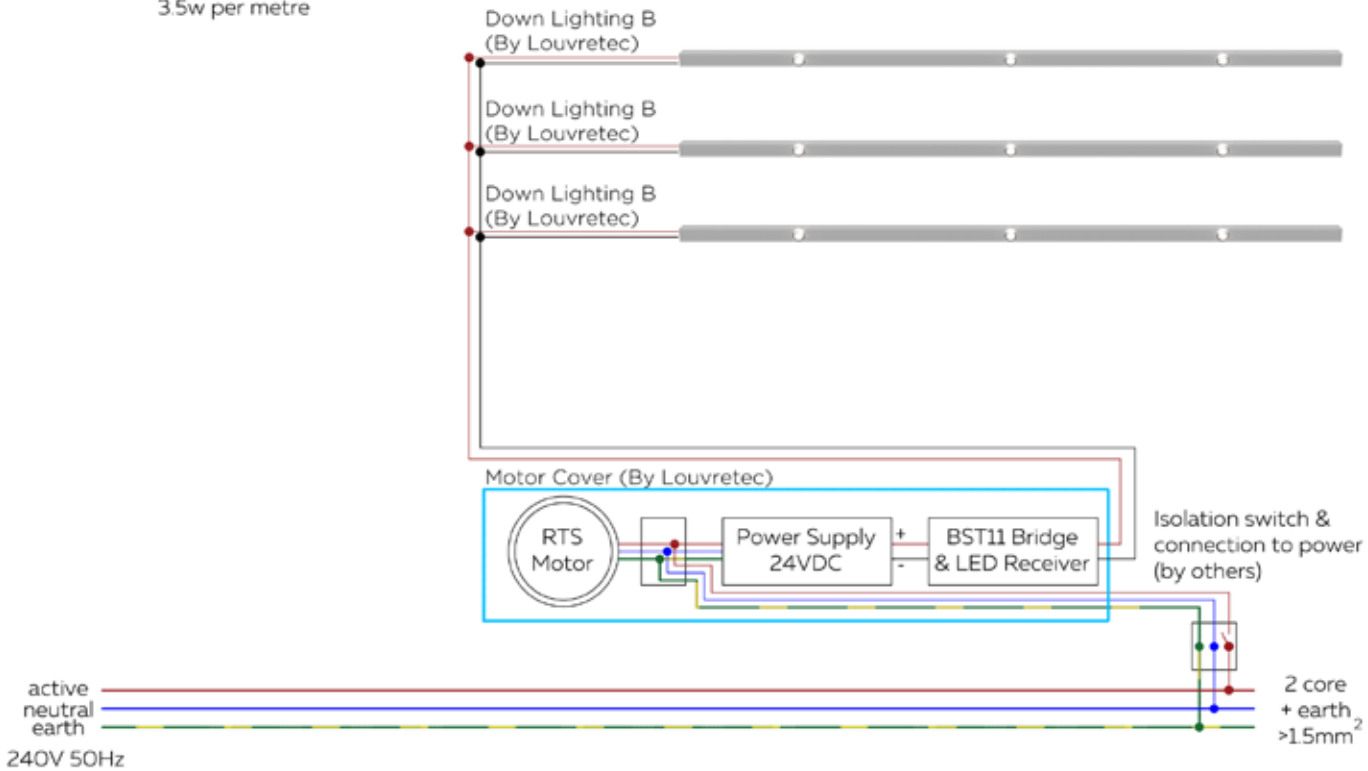 3.5w per metre
Down Lighting B
(By Louvretec)
Down Lighting B
(By Louvretec)
Down Lighting B
(By Louvretec)
Motor Cover (By Louvretec)
RTS
Motor
Power Supply
24VDC
+
-
BST11 Bridge
& LED Receiver
Isolation switch &
connection to power
(by others)
active
neutral
earth
240V 50Hz
2 core
+ earth
>1.5mm²